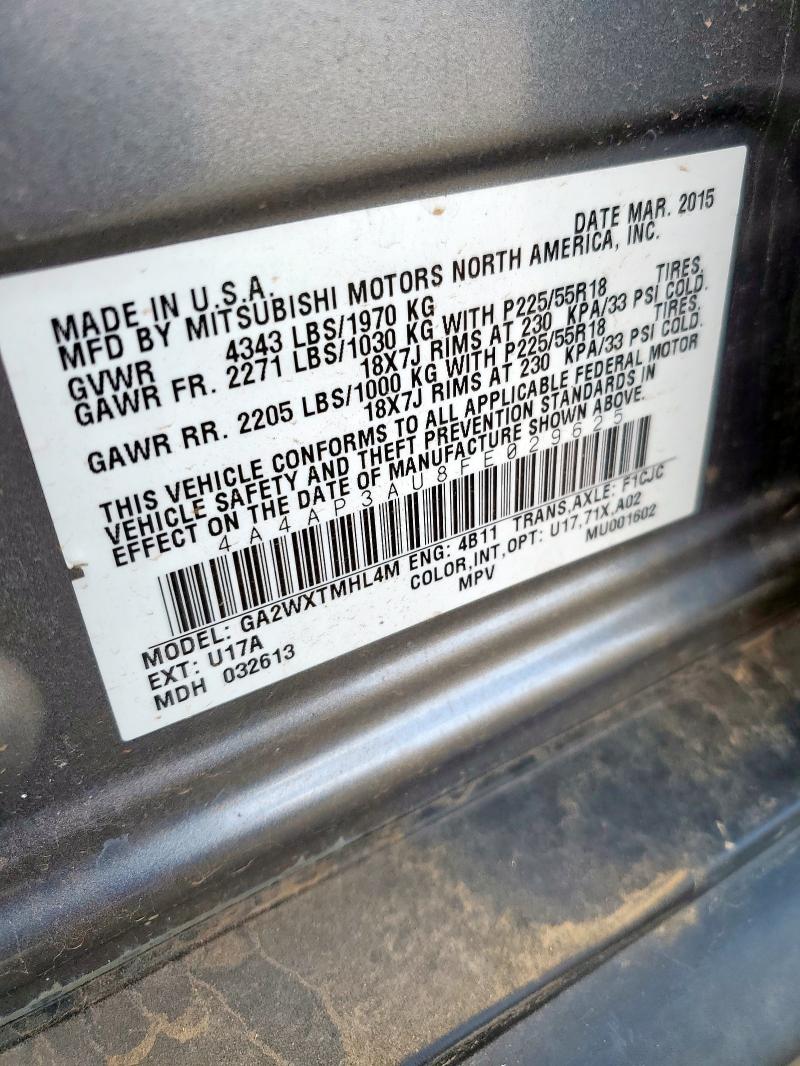 DATE MAR. 2015
MADE IN U.S.A.
MFD BY MITSUBISHI MOTORS NORTH AMERICA, INC.
GVWR 4343 LBS/1970 KG
GAWR FR. 2271 LBS/1030 KG WITH P225/55R18 TIRES,
18X7J RIMS AT 230 KPA/33 PSI COLD.
GAWR RR. 2205 LBS/1000 KG WITH P225/55R18 TIRES,
18X7J RIMS AT 230 KPA/33 PSI COLD.
THIS VEHICLE CONFORMS TO ALL APPLICABLE FEDERAL MOTOR
VEHICLE SAFETY AND THEFT PREVENTION STANDARDS IN
EFFECT ON THE DATE OF MANUFACTURE SHOWN ABOVE.
4A4AP3AU8FE029625
MODEL: GA2WXTMHL4M ENG: 4B11 TRANS,AXLE: F1CJC
EXT: U17A COLOR,INT,OPT: U17,71X,A02
MDH 032613 MPV MU001602